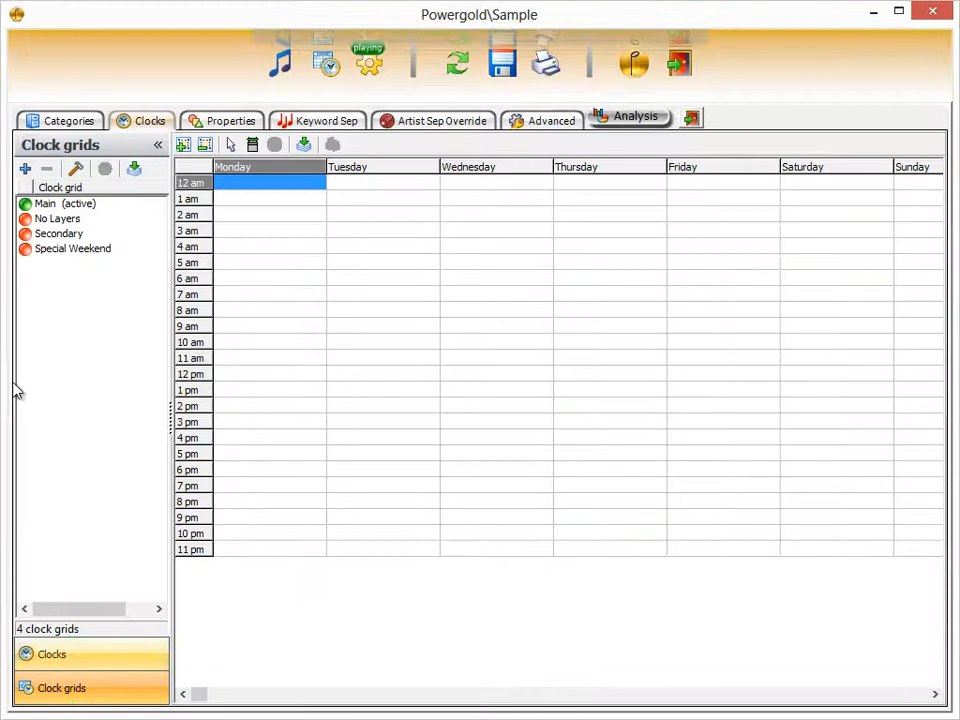 Powergold\Sample
playing
Categories Clocks Properties Keyword Sep Artist Sep Override Advanced Analysis
Clock grids «
Clock grid
Main (active)
No Layers
Secondary
Special Weekend
4 clock grids
Clocks
Clock grids
Monday Tuesday Wednesday Thursday Friday Saturday Sunday
12 am
1 am
2 am
3 am
4 am
5 am
6 am
7 am
8 am
9 am
10 am
11 am
12 pm
1 pm
2 pm
3 pm
4 pm
5 pm
6 pm
7 pm
8 pm
9 pm
10 pm
11 pm